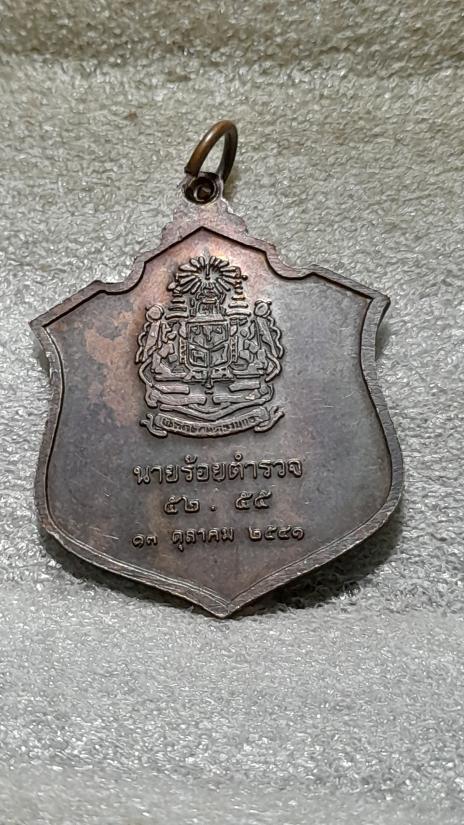 นายร้อยตำรวจ
๕๒ . ๕๕
๑๓ ตุลาคม ๒๕๔๑